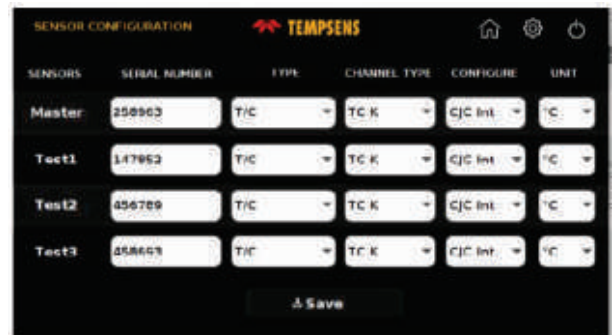 SENSOR CONFIGURATION TEMPSENS
SENSORS SERIAL NUMBER TYPE CHANNEL TYPE CONFIGURE UNIT
Master 258963 T/C TC K CJC Int °C
Test1 147852 T/C TC K CJC Int °C
Test2 456789 T/C TC K CJC Int °C
Test3 T/C TC K CJC Int °C
Save